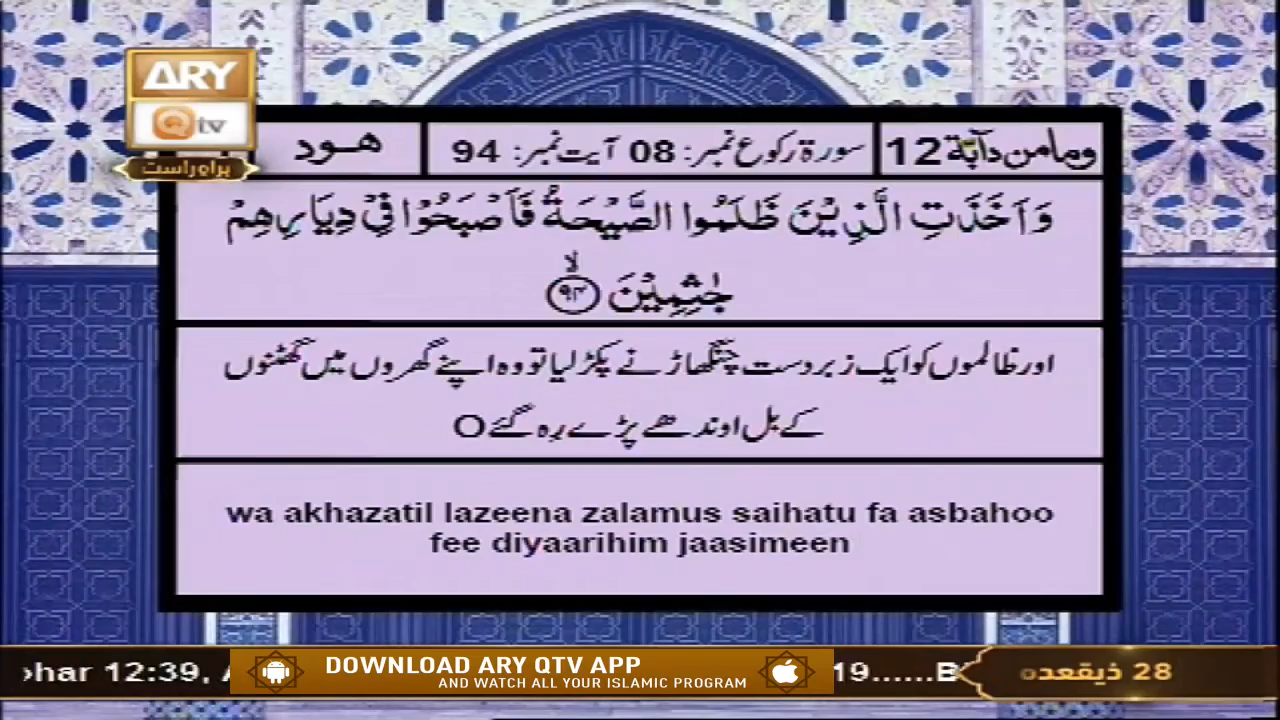 ARY
Qtv
براہ راست
وما من دآبة 12
سورۃ رکوع نمبر: 08 آیت نمبر: 94
ھود
وَاَخَذَتِ الَّذِيْنَ ظَلَمُوا الصَّيْحَةُ فَاَصْبَحُوْا فِيْ دِيَارِهِمْ
جٰثِمِيْنَ ۙ ٩٤
اور ظالموں کو ایک زبردست چنگھاڑ نے پکڑ لیا تو وہ اپنے گھروں میں گھٹنوں
کے بل اوندھے پڑے رہ گئے O
wa akhazatil lazeena zalamus saihatu fa asbahoo
fee diyaarihim jaasimeen
DOWNLOAD ARY QTV APP
AND WATCH ALL YOUR ISLAMIC PROGRAM
har 12:39,
19......
28 ذیقعدہ